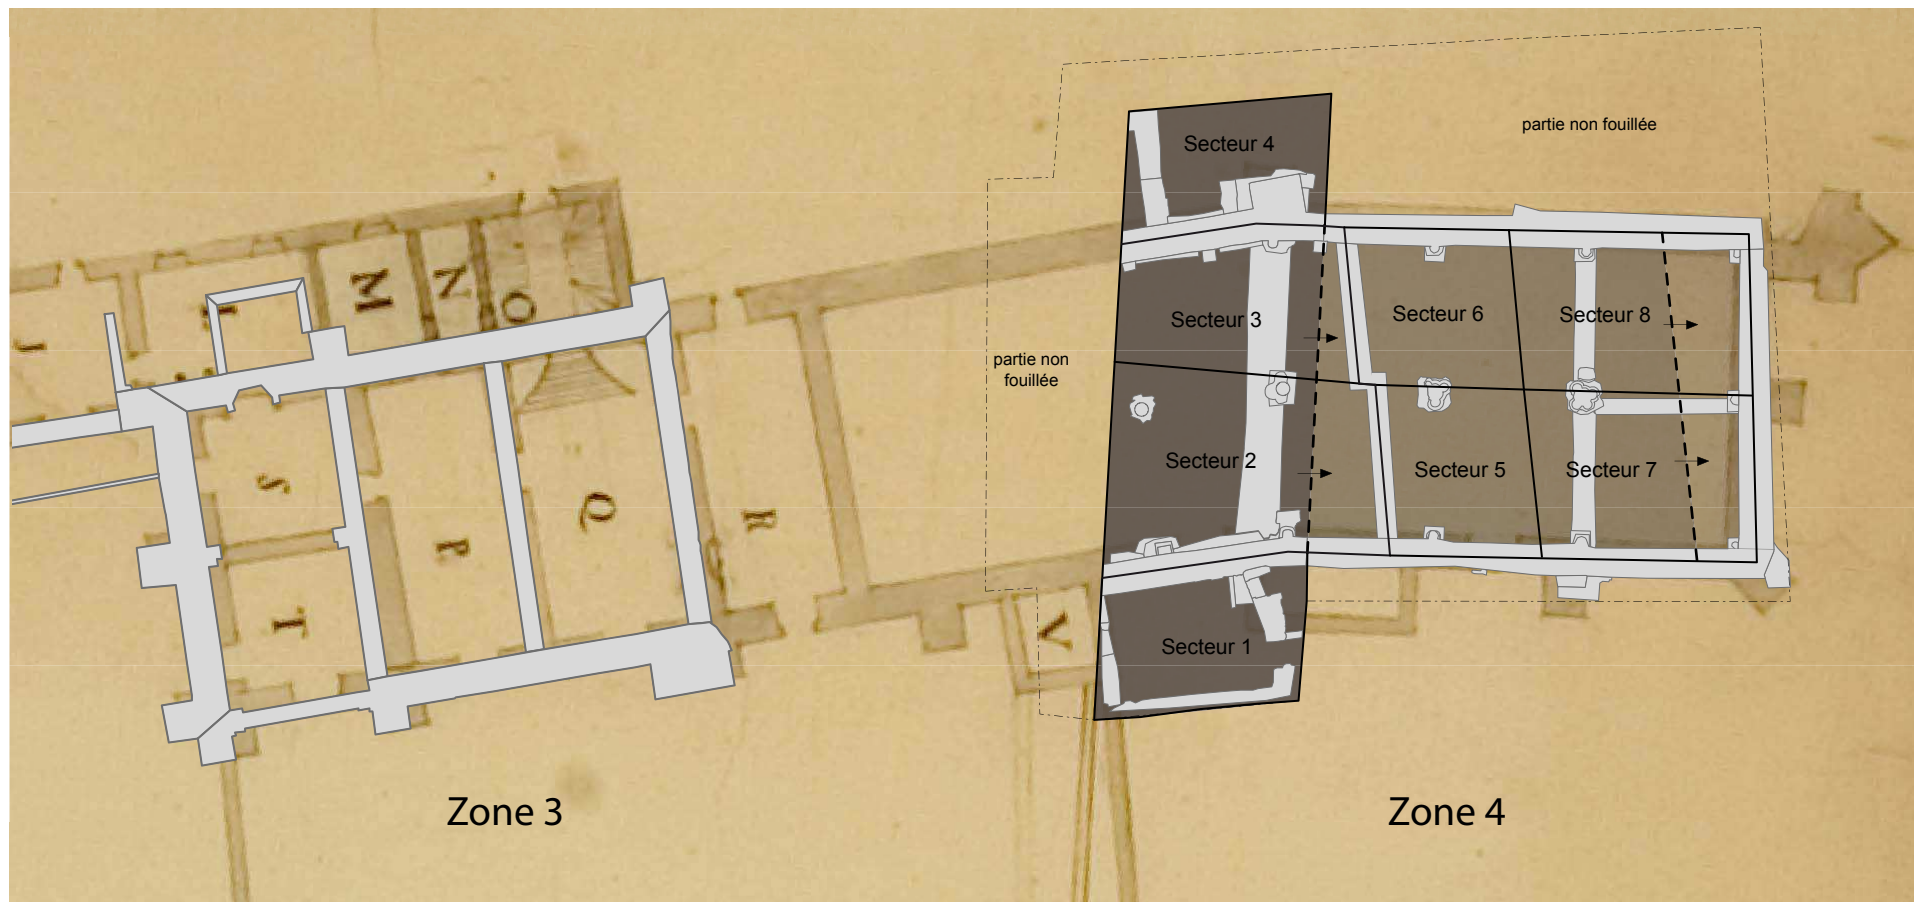 partie non fouillée
Secteur 4
M
N
O
Secteur 6
Secteur 8
Secteur 3
J
partie non
fouillée
Secteur 2
Secteur 5
Secteur 7
S
Q
R
P
T
V
Secteur 1
Zone 3
Zone 4